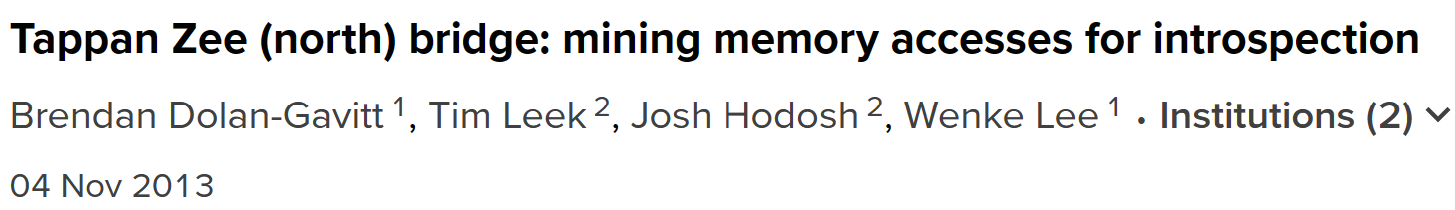 Tappan Zee (north) bridge: mining memory accesses for introspection
Brendan Dolan-Gavitt 1, Tim Leek 2, Josh Hodosh 2, Wenke Lee 1 • Institutions (2)
04 Nov 2013